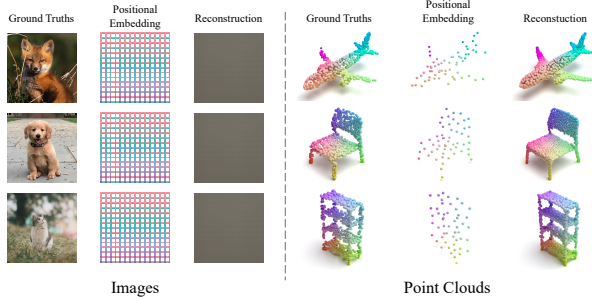 Ground Truths
Positional
Embedding
Reconstruction
Ground Truths
Positional
Embedding
Reconstuction
Images
Point Clouds